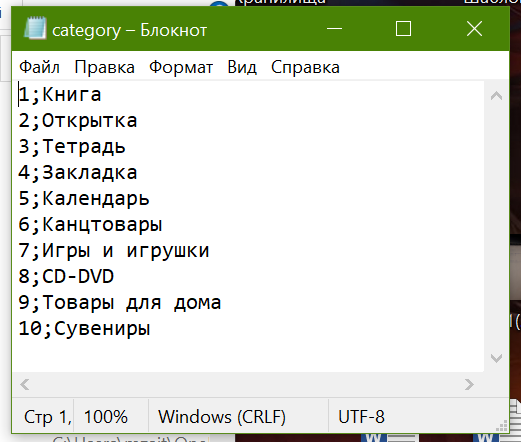 category – Блокнот
Файл Правка Формат Вид Справка
1;Книга
2;Открытка
3;Тетрадь
4;Закладка
5;Календарь
6;Канцтовары
7;Игры и игрушки
8;CD-DVD
9;Товары для дома
10;Сувениры
Стр 1, 100% Windows (CRLF) UTF-8